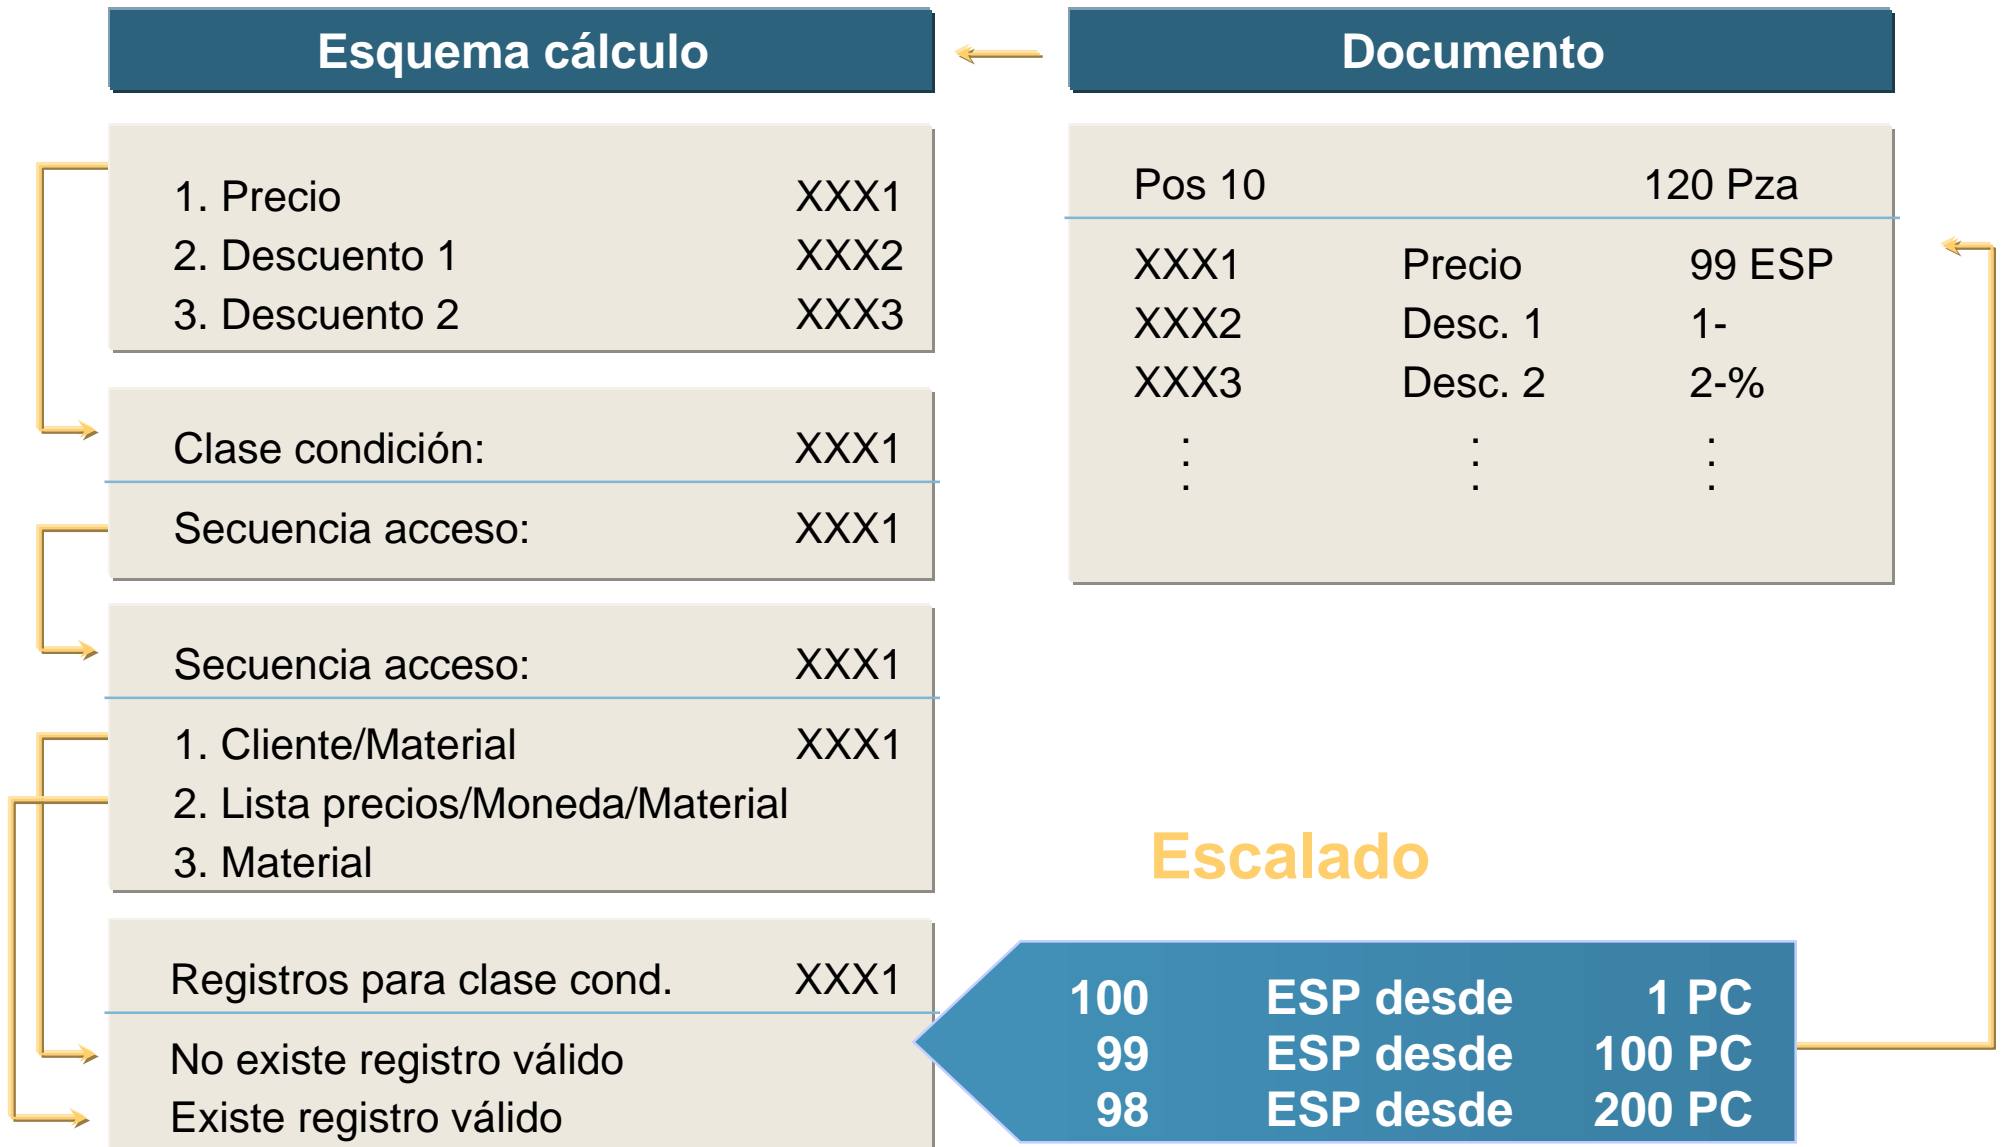 Esquema cálculo
1. Precio XXX1
2. Descuento 1 XXX2
3. Descuento 2 XXX3
Clase condición: XXX1
Secuencia acceso: XXX1
Secuencia acceso: XXX1
1. Cliente/Material XXX1
2. Lista precios/Moneda/Material
3. Material
Registros para clase cond. XXX1
No existe registro válido
Existe registro válido
Documento
Pos 10 120 Pza
XXX1 Precio 99 ESP
XXX2 Desc. 1 1-
XXX3 Desc. 2 2-%
. . .
. . .
. . .
Escalado
100 ESP desde 1 PC
99 ESP desde 100 PC
98 ESP desde 200 PC